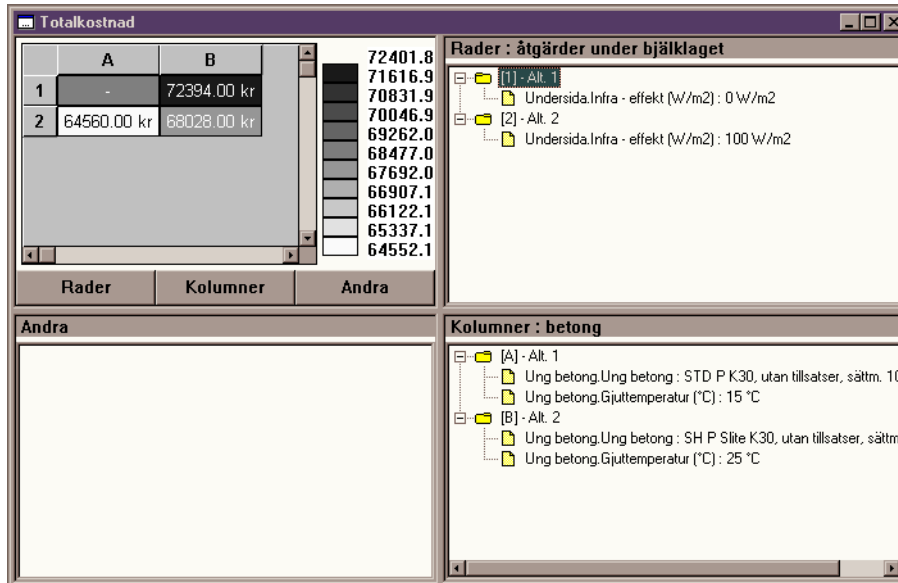 Totalkostnad
A B
1 - 72394.00 kr
2 64560.00 kr 68028.00 kr
72401.8
71616.9
70831.9
70046.9
69262.0
68477.0
67692.0
66907.1
66122.1
65337.1
64552.1
Rader Kolumner Andra
Rader : åtgärder under bjälklaget
[1] - Alt. 1
Undersida.Infra - effekt (W/m2) : 0 W/m2
[2] - Alt. 2
Undersida.Infra - effekt (W/m2) : 100 W/m2
Andra
Kolumner : betong
[A] - Alt. 1
Ung betong.Ung betong : STD P K30, utan tillsatser, sättm. 10
Ung betong.Gjuttemperatur (°C) : 15 °C
[B] - Alt. 2
Ung betong.Ung betong : SH P Slite K30, utan tillsatser, sättm
Ung betong.Gjuttemperatur (°C) : 25 °C